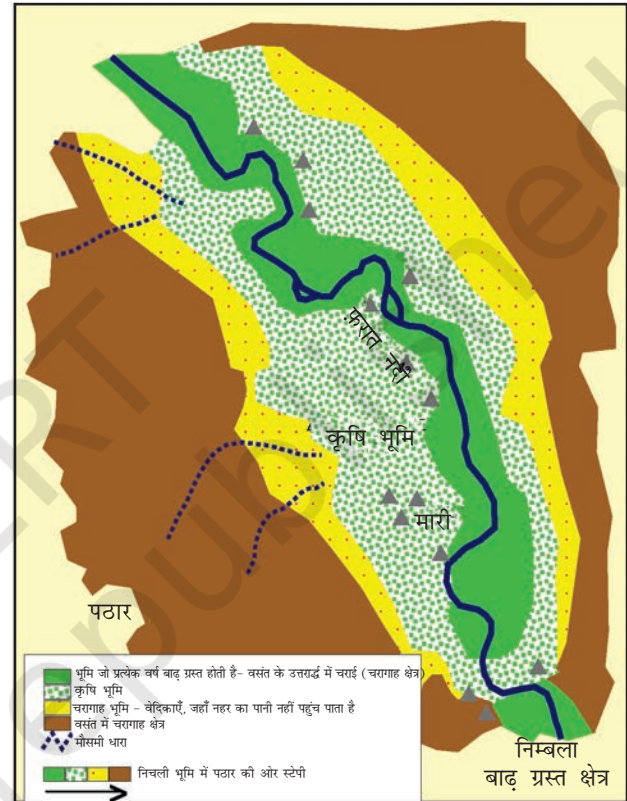 फ़रात नदी
कृषि भूमि
मारी
पठार
भूमि जो प्रत्येक वर्ष बाढ़ ग्रस्त होती है– वसंत के उत्तरार्द्ध में चराई (चरागाह क्षेत्र)
कृषि भूमि
चरागाह भूमि – वेदिकाएँ, जहाँ नहर का पानी नहीं पहुंच पाता है
वसंत में चरागाह क्षेत्र
मौसमी धारा
निचली भूमि में पठार की ओर स्टेपी
निम्बला
बाढ़ ग्रस्त क्षेत्र